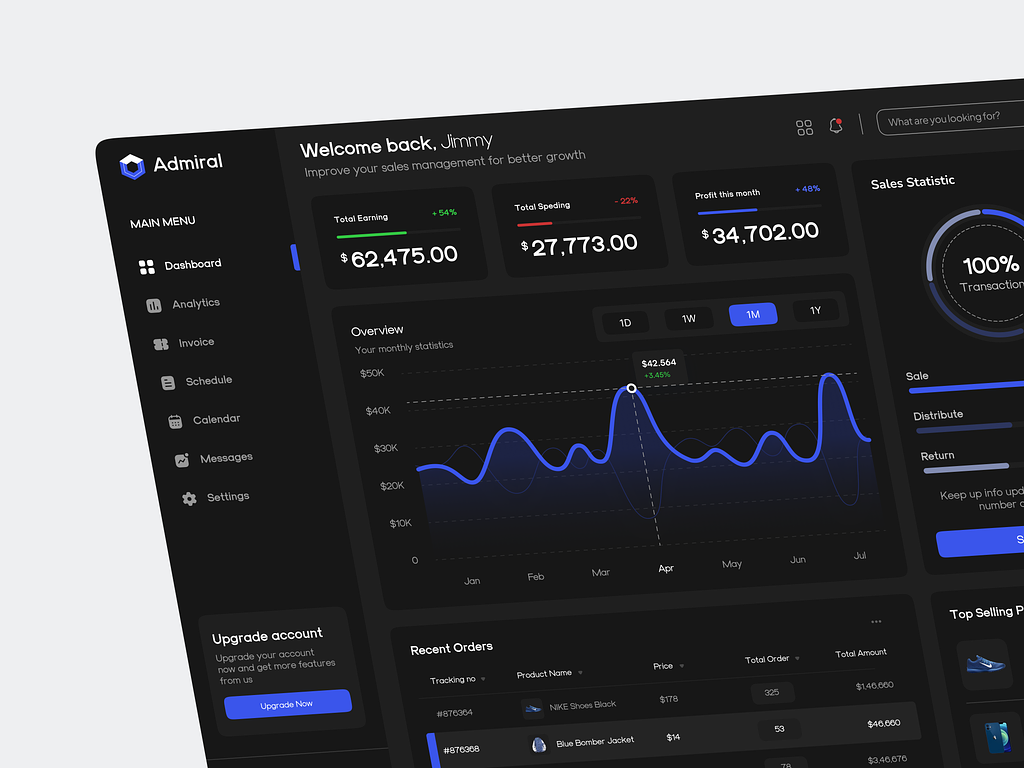 Admiral
MAIN MENU
Dashboard
Analytics
Invoice
Schedule
Calendar
Messages
Settings
Upgrade account
Upgrade your account
now and get more features
from us
Upgrade Now
Welcome back, Jimmy
Improve your sales management for better growth
What are you looking for?
Total Earning
+ 54%
$ 62,475.00
Total Speding
- 22%
$ 27,773.00
Profit this month
+ 48%
$ 34,702.00
Overview
Your monthly statistics
1D 1W 1M 1Y
$42.564
+3.45%
$50K
$40K
$30K
$20K
$10K
0
Jan Feb Mar Apr May Jun Jul
Sales Statistic
100%
Transaction
Sale
Distribute
Return
Keep up info upd
number o
S
Recent Orders
Tracking no Product Name Price Total Order Total Amount
#876364 NIKE Shoes Black $178 325 $1,46,660
#876368 Blue Bomber Jacket $14 53 $46,660
78 $3,46,676
Top Selling P